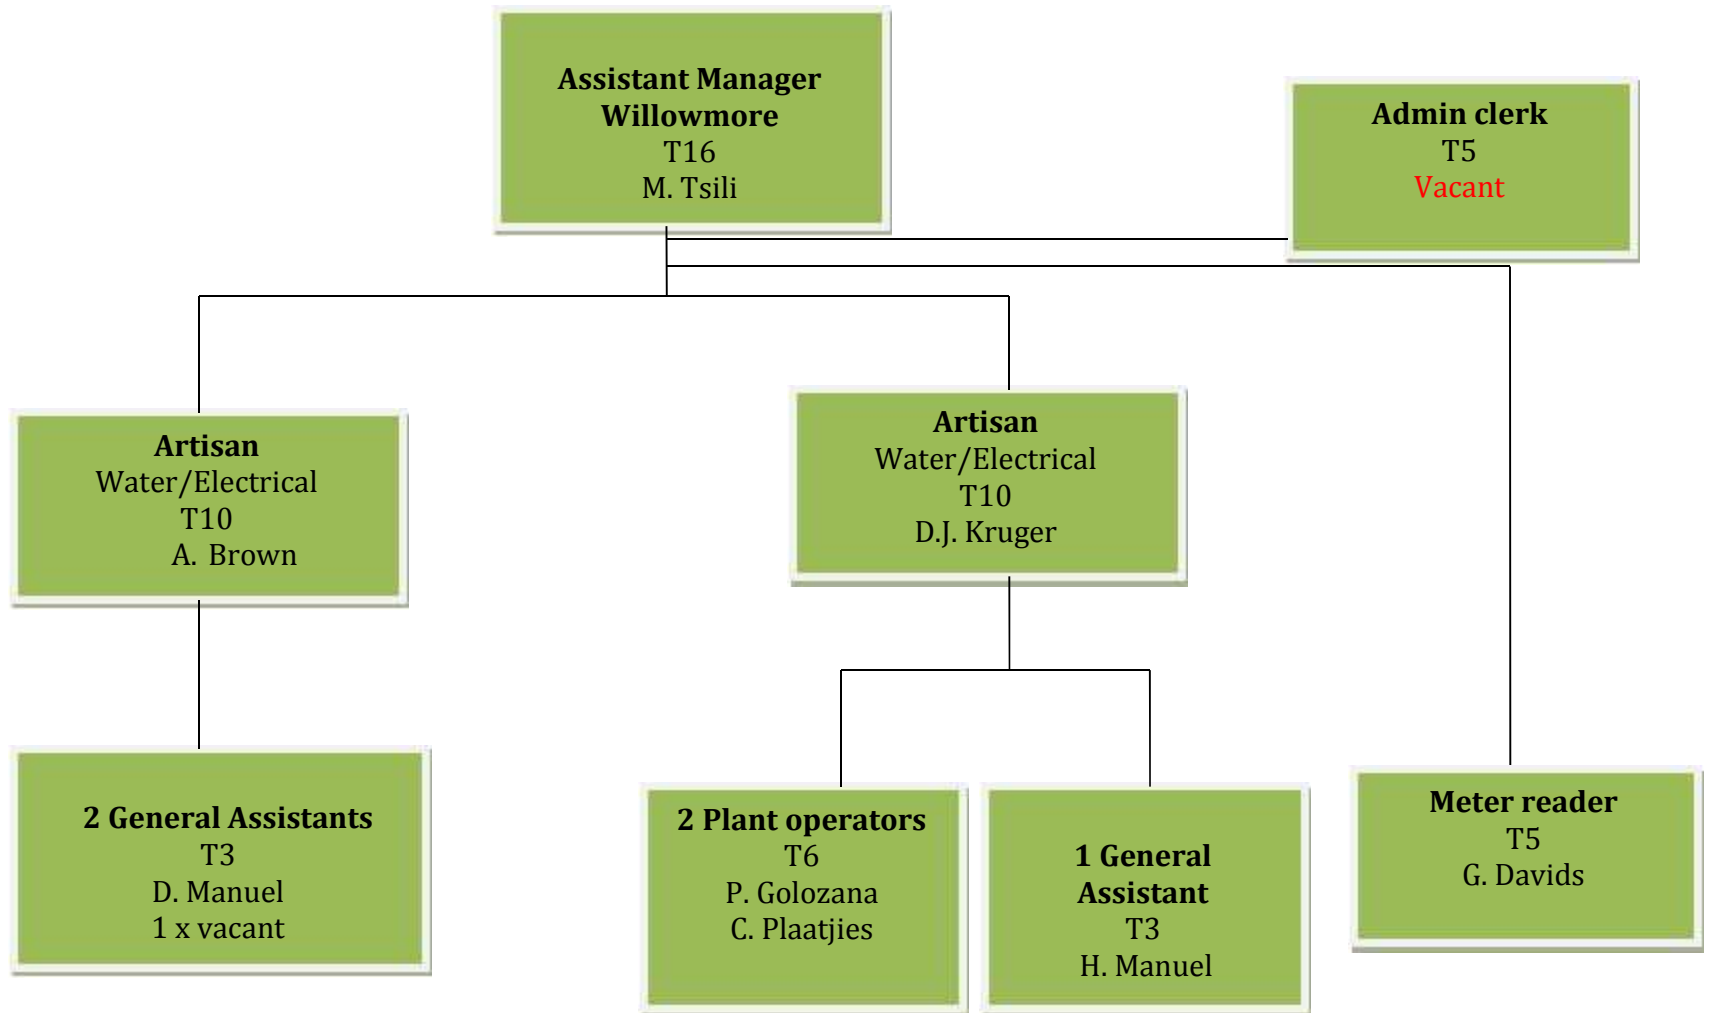 Assistant Manager
Willowmore
T16
M. Tsili
Admin clerk
T5
Vacant
Artisan
Water/Electrical
T10
A. Brown
Artisan
Water/Electrical
T10
D.J. Kruger
2 General Assistants
T3
D. Manuel
1 x vacant
2 Plant operators
T6
P. Golozana
C. Plaatjies
1 General
Assistant
T3
H. Manuel
Meter reader
T5
G. Davids